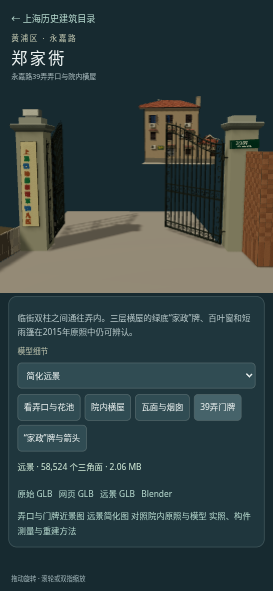 ← 上海历史建筑目录
黄浦区 · 永嘉路
郑家衖
永嘉路39弄弄口与院内横屋
临街双柱之间通往弄内。三层横屋的绿底“家政”牌、百叶窗和短
雨篷在2015年原照中仍可辨认。
模型细节
简化远景
看弄口与花池
院内横屋
瓦面与烟囱
39弄门牌
“家政”牌与箭头
远景 · 58,524 个三角面 · 2.06 MB
原始 GLB 网页 GLB 远景 GLB Blender
弄口与门牌近景图 远景简化图 对照院内原照与模型 实照、构件
测量与重建方法
拖动旋转 · 滚轮或双指缩放